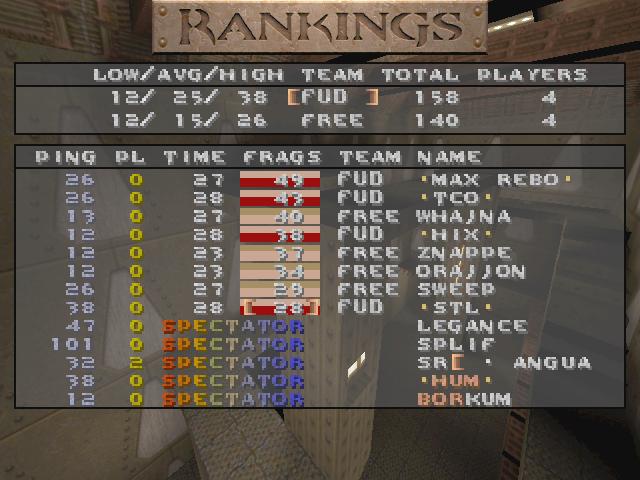 RANKINGS
LOW/AVG/HIGH TEAM TOTAL PLAYERS
12/ 25/ 38 [FUD ] 158 4
12/ 15/ 26 FREE 140 4
PING PL TIME FRAGS TEAM NAME
26 0 27 49 FUD ·MAX REBO·
26 0 28 43 FUD ·TCO·
13 0 27 40 FREE WHAJNA
12 0 28 38 FUD ·HIX·
12 0 23 37 FREE ZNAPPE
12 0 23 34 FREE ORAJJON
26 0 27 29 FREE SWEEP
38 0 28 [ 28 ] FUD ·STL·
47 0 SPECTATOR LEGANCE
101 0 SPECTATOR SPLIF
32 2 SPECTATOR SR[ · ANGUA
38 0 SPECTATOR ·HUM·
12 0 SPECTATOR BORKUM